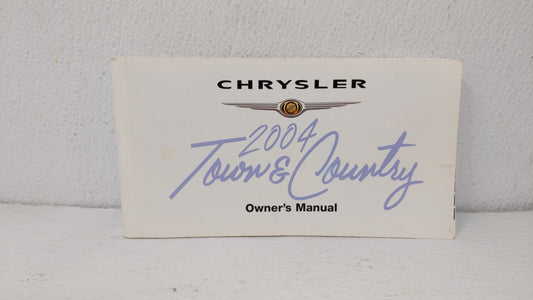 CHRYSLER
2004
Town & Country
Owner's Manual